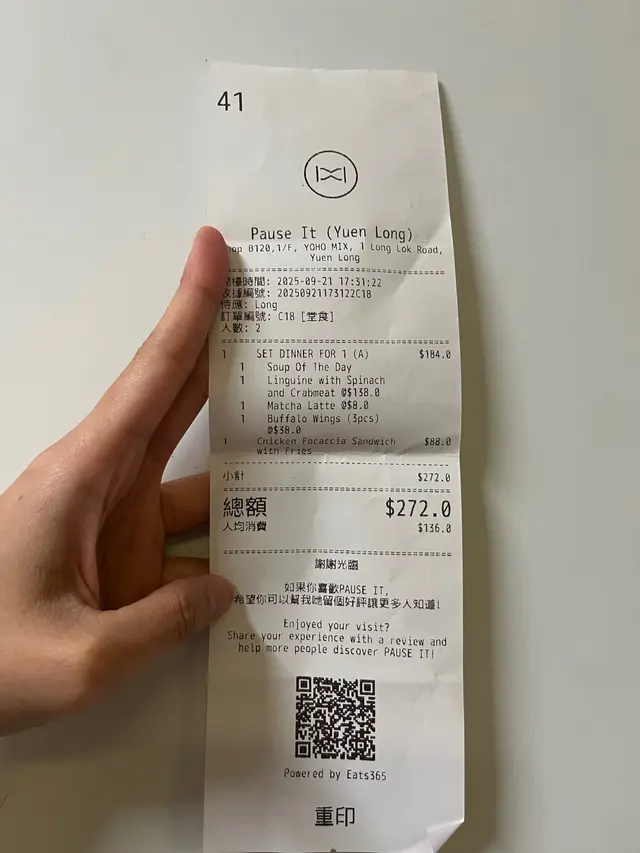 41
Pause It (Yuen Long)
B120,1/F, YOHO MIX, 1 Long Lok Road,
Yuen Long
時間: 2025-09-21 17:31:22
編號: 20250921173122C18
侍應: Long
訂單編號: C18 [堂食]
人數: 2
1 SET DINNER FOR 1 (A) $184.0
1 Soup Of The Day
1 Linguine with Spinach
and Crabmeat @$138.0
1 Matcha Latte @$8.0
1 Buffalo Wings (3pcs)
@$38.0
1 Chicken Focaccia Sandwich $88.0
with fries
小計 $272.0
總額 $272.0
人均消費 $136.0
謝謝光臨
如果你喜歡PAUSE IT,
希望你可以幫我哋留個好評讓更多人知道!
Enjoyed your visit?
Share your experience with a review and
help more people discover PAUSE IT!
Powered by Eats365
重印